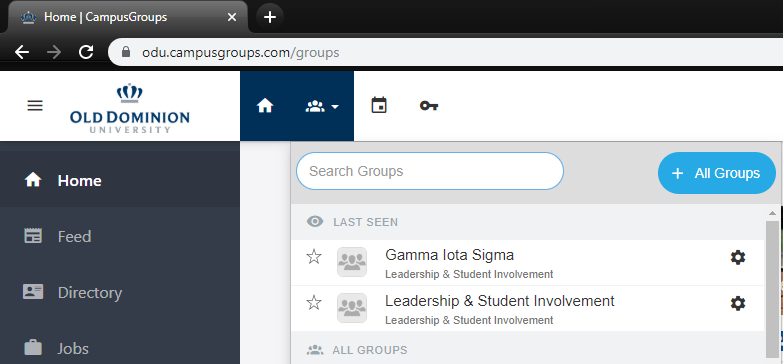 Home | CampusGroups
odu.campusgroups.com/groups
OLD DOMINION
UNIVERSITY
Home
Feed
Directory
Jobs
Search Groups
+ All Groups
LAST SEEN
Gamma Iota Sigma
Leadership & Student Involvement
Leadership & Student Involvement
Leadership & Student Involvement
ALL GROUPS